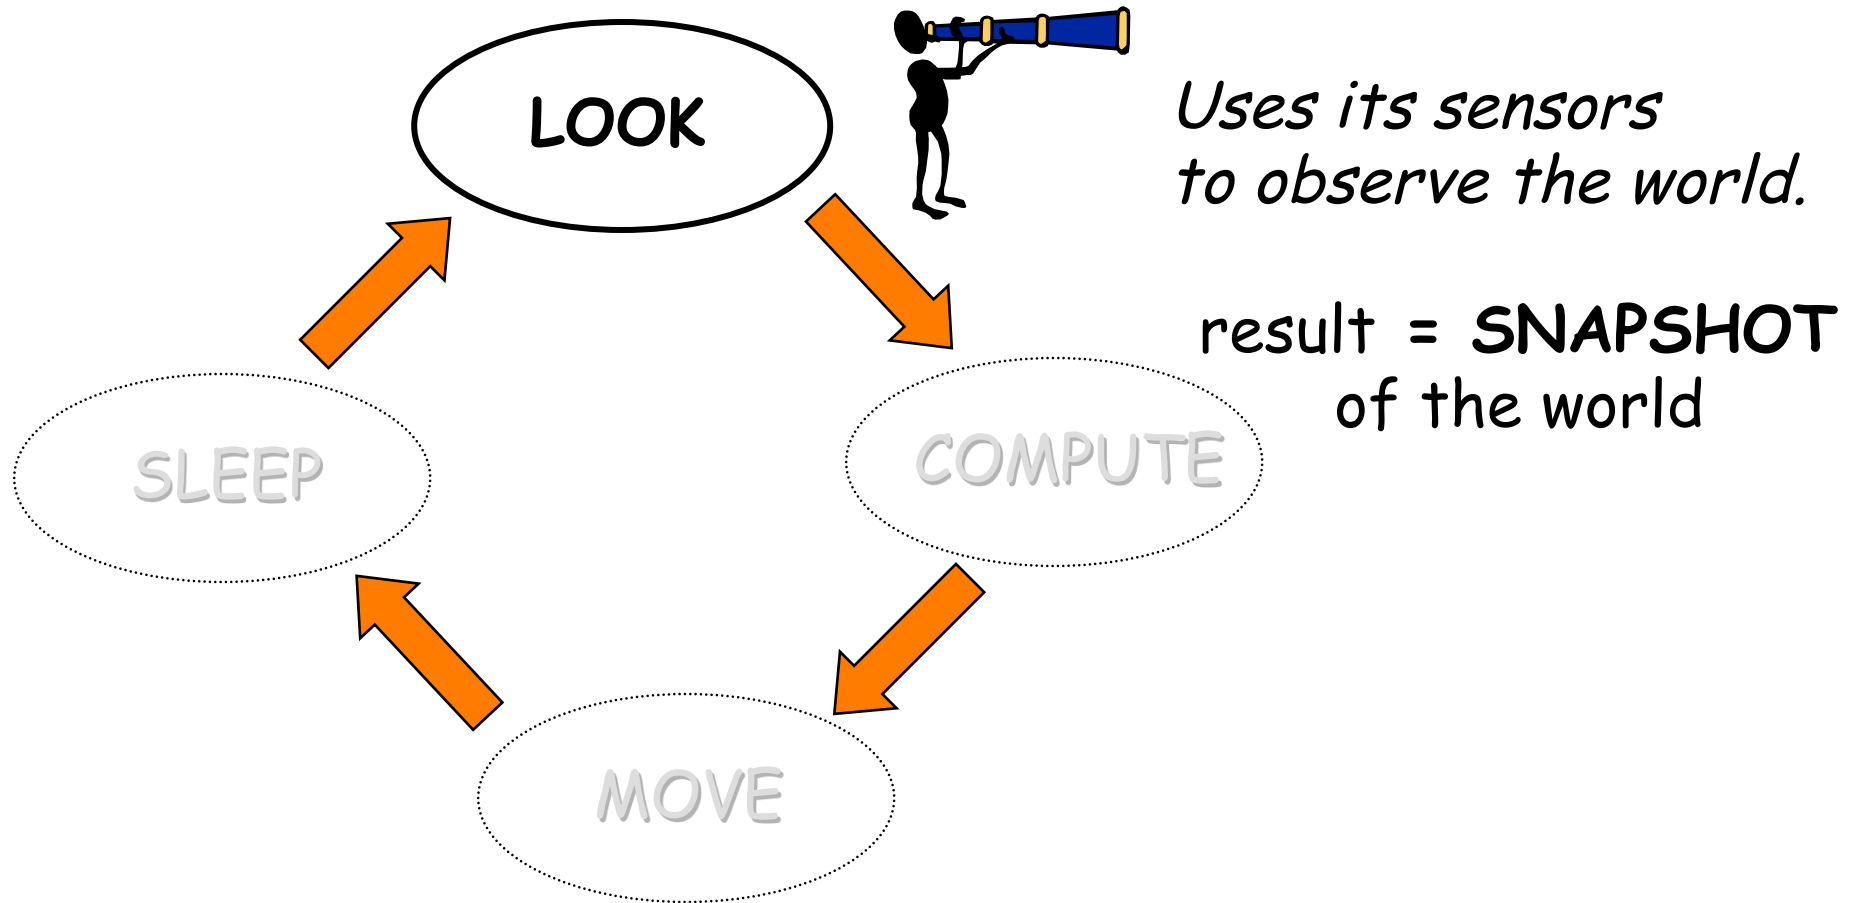 LOOK
Uses its sensors
to observe the world.
result = SNAPSHOT
of the world
SLEEP
COMPUTE
MOVE